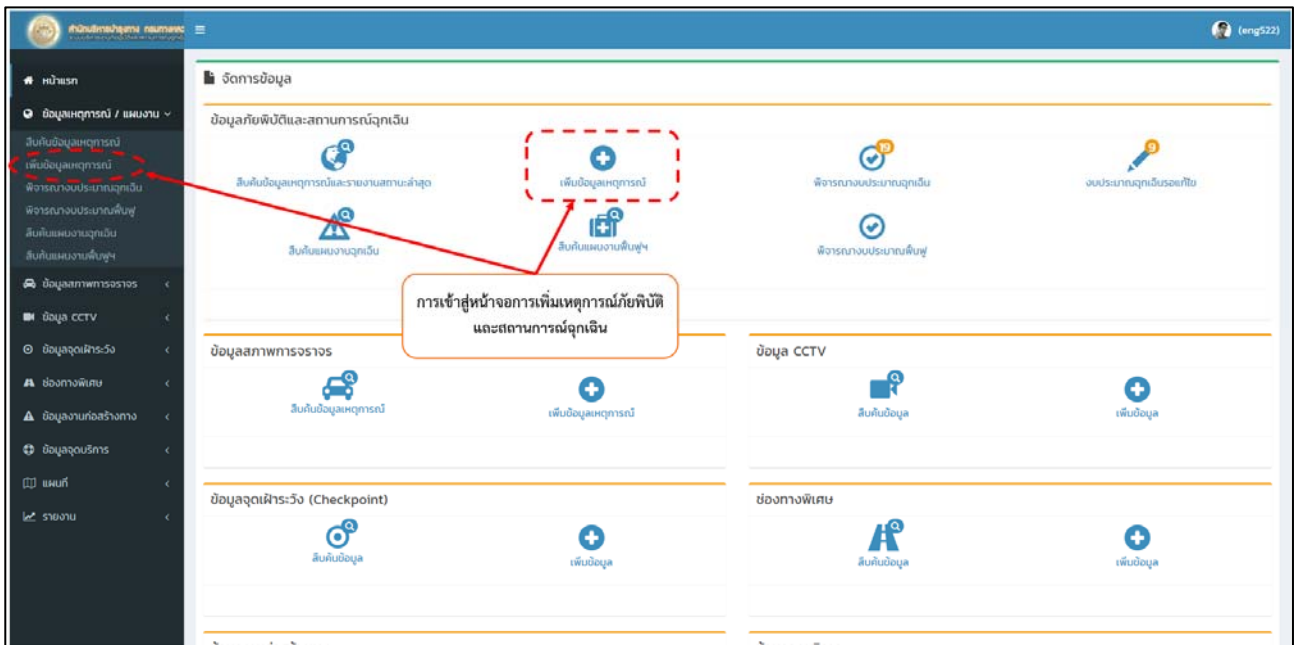 สำนักบริหารบำรุงทาง
(eng522)
หน้าแรก
ข้อมูลเหตุการณ์ / แผนงาน
สืบค้นข้อมูลเหตุการณ์
เพิ่มข้อมูลเหตุการณ์
พิจารณางบประมาณฉุกเฉิน
พิจารณางบประมาณฟื้นฟู
สืบค้นแผนงานฉุกเฉิน
สืบค้นแผนงานฟื้นฟูฯ
ข้อมูลสภาพการจราจร
ข้อมูล CCTV
ข้อมูลจุดเฝ้าระวัง
ช่องทางพิเศษ
ข้อมูลงานก่อสร้างทาง
ข้อมูลจุดบริการ
แผนที่
รายงาน
จัดการข้อมูล
ข้อมูลภัยพิบัติและสถานการณ์ฉุกเฉิน
19
9
สืบค้นข้อมูลเหตุการณ์และรายงานสถานะล่าสุด
เพิ่มข้อมูลเหตุการณ์
พิจารณางบประมาณฉุกเฉิน
งบประมาณฉุกเฉินรอแก้ไข
สืบค้นแผนงานฉุกเฉิน
สืบค้นแผนงานฟื้นฟูฯ
พิจารณางบประมาณฟื้นฟู
การเข้าสู่หน้าจอการเพิ่มเหตุการณ์ภัยพิบัติ
และสถานการณ์ฉุกเฉิน
ข้อมูลสภาพการจราจร
ข้อมูล CCTV
สืบค้นข้อมูลเหตุการณ์
เพิ่มข้อมูลเหตุการณ์
สืบค้นข้อมูล
เพิ่มข้อมูล
ข้อมูลจุดเฝ้าระวัง (Checkpoint)
ช่องทางพิเศษ
สืบค้นข้อมูล
เพิ่มข้อมูล
สืบค้นข้อมูล
เพิ่มข้อมูล